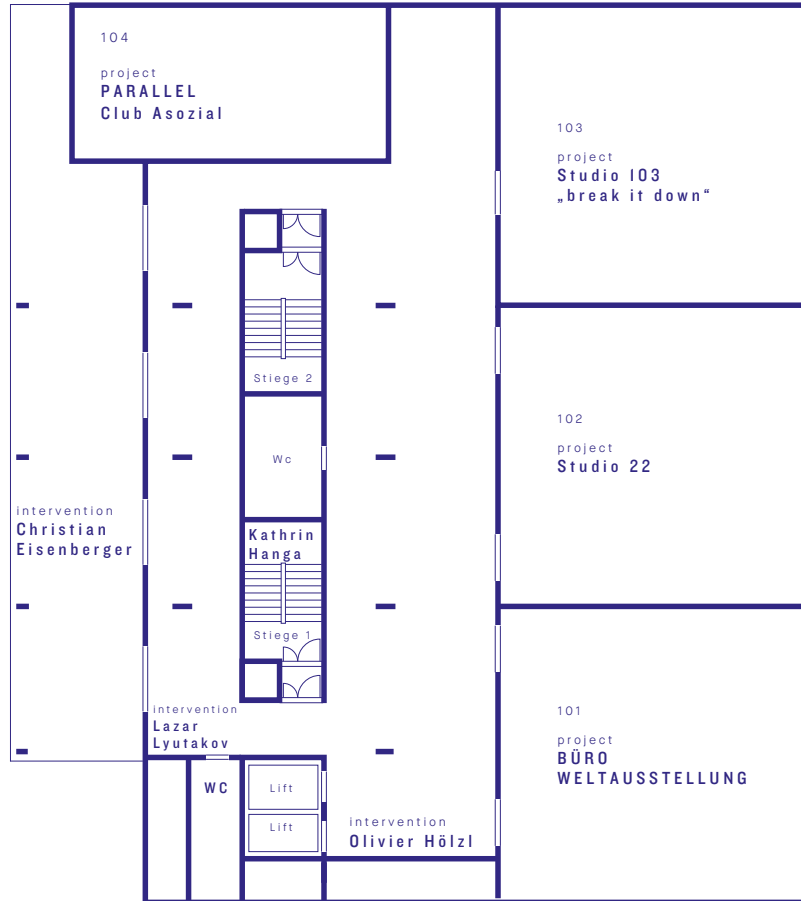 104
project
PARALLEL
Club Asozial
103
project
Studio 103
„break it down“
Stiege 2
102
project
Studio 22
Wc
intervention
Christian
Eisenberger
Kathrin
Hanga
Stiege 1
intervention
Lazar
Lyutakov
101
project
BÜRO
WELTAUSSTELLUNG
WC
Lift
Lift
intervention
Olivier Hölzl